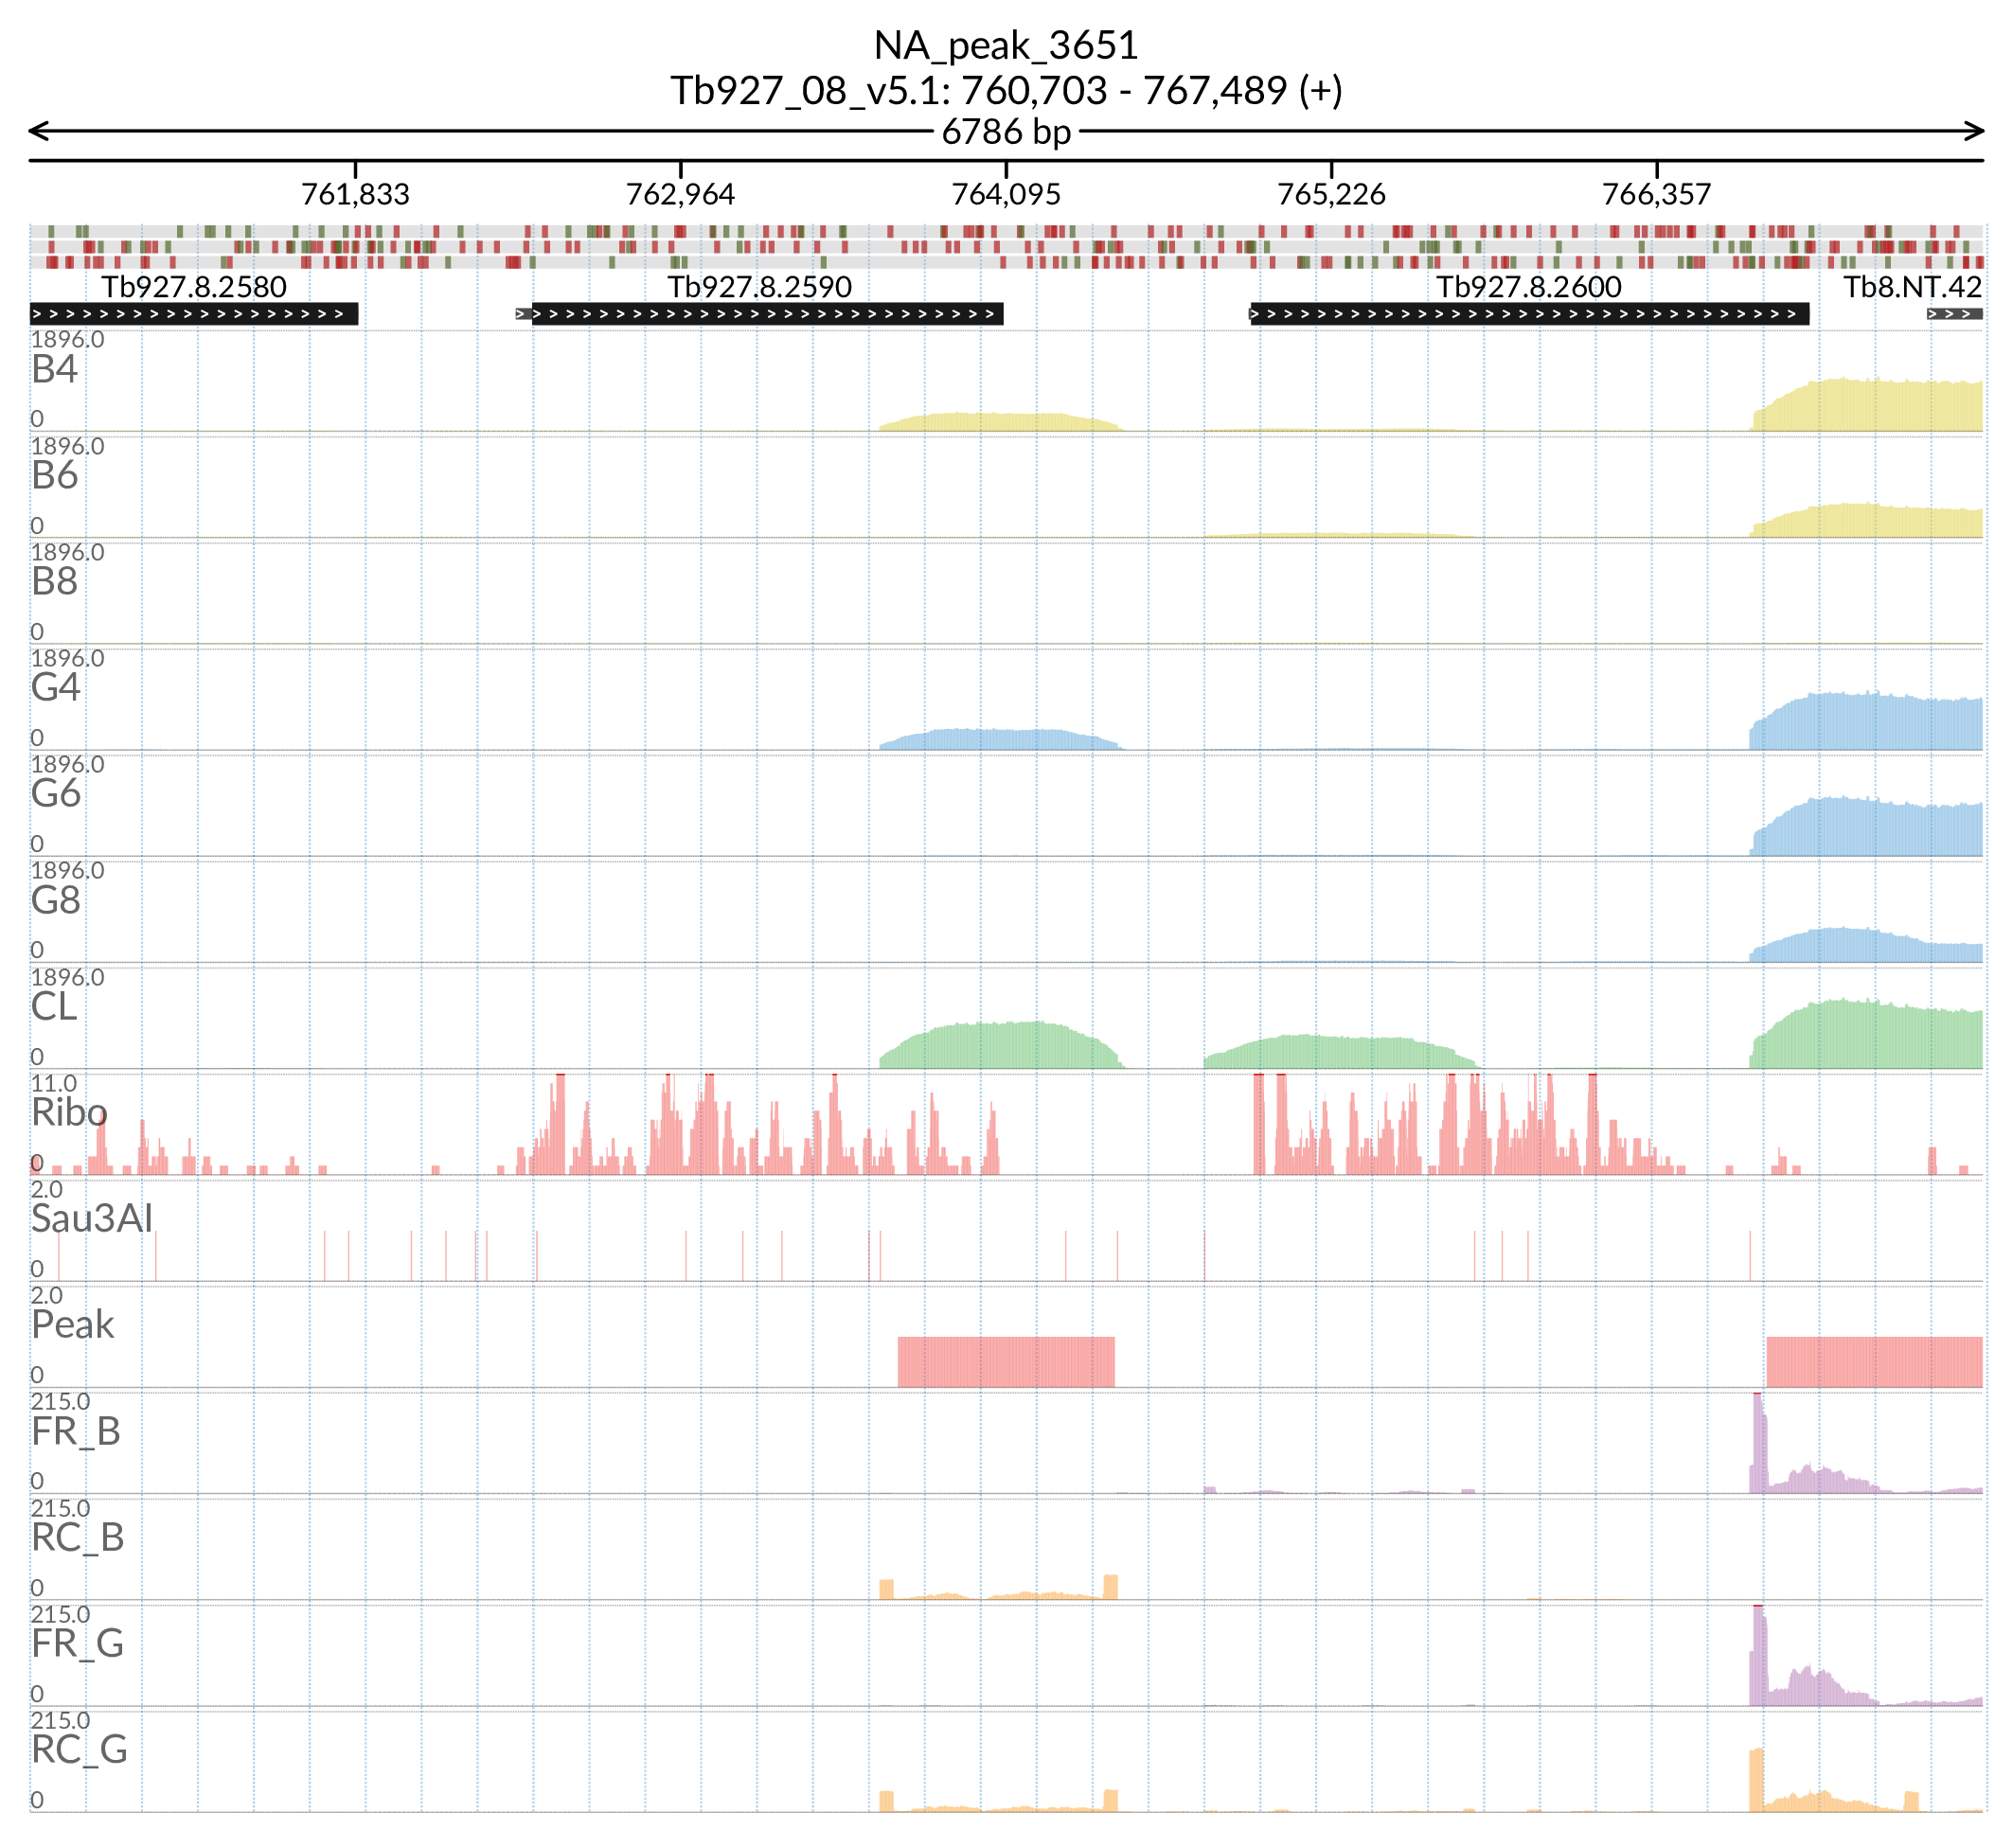 NA_peak_3651
Tb927_08_v5.1: 760,703 - 767,489 (+)
6786 bp
761,833 762,964 764,095 765,226 766,357
Tb927.8.2580 Tb927.8.2590 Tb927.8.2600 Tb8.NT.42
1896.0
B4
0
1896.0
B6
0
1896.0
B8
0
1896.0
G4
0
1896.0
G6
0
1896.0
G8
0
1896.0
CL
0
11.0
Ribo
0
2.0
Sau3AI
0
2.0
Peak
0
215.0
FR_B
0
215.0
RC_B
0
215.0
FR_G
0
215.0
RC_G
0